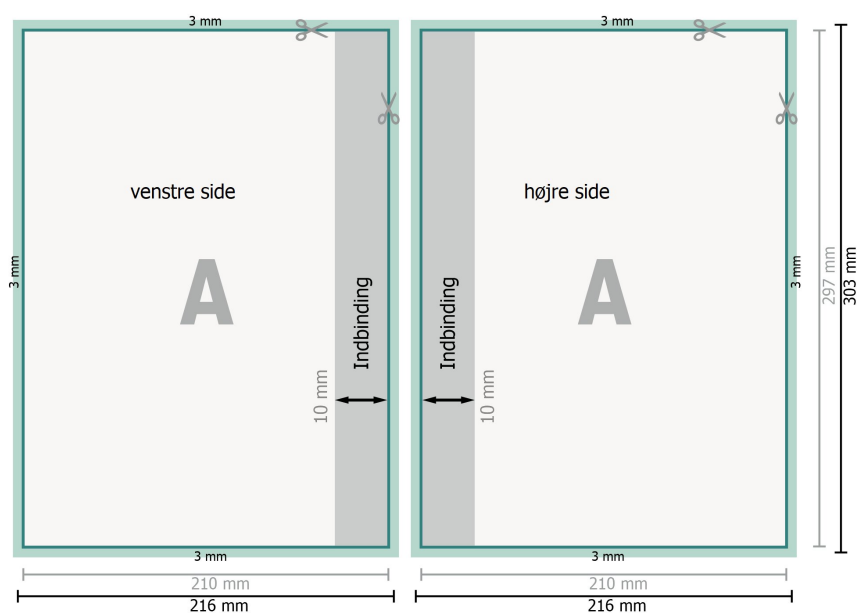 3 mm
3 mm
venstre side
højre side
3 mm
A
Indbinding
10 mm
Indbinding
10 mm
A
3 mm
297 mm
303 mm
3 mm
3 mm
210 mm
216 mm
210 mm
216 mm